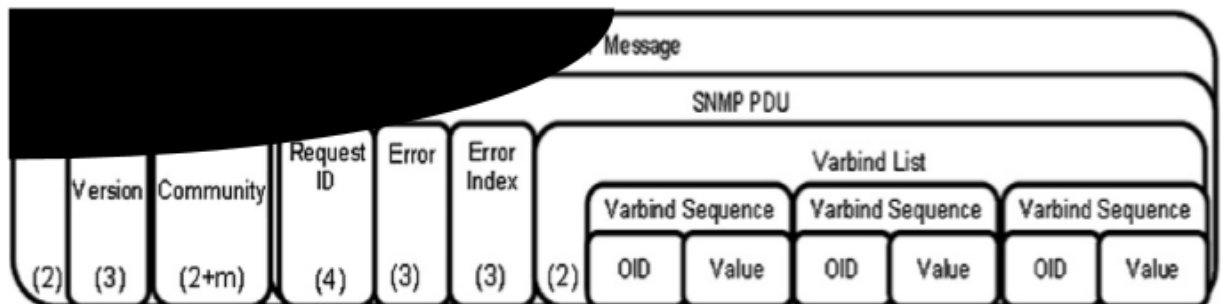 Message
SNMP PDU
Request ID
Error
Error Index
Varbind List
Version
Community
Varbind Sequence
Varbind Sequence
Varbind Sequence
(2)
(3)
(2+m)
(4)
(3)
(3)
(2)
OID
Value
OID
Value
OID
Value